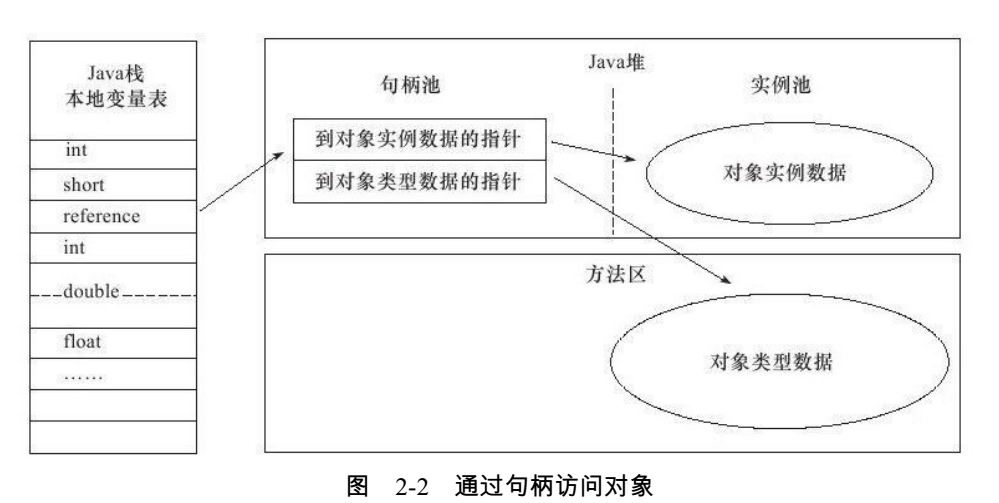 Java栈
本地变量表
int
short
reference
int
double
float
……
Java堆
句柄池
实例池
到对象实例数据的指针
到对象类型数据的指针
对象实例数据
方法区
对象类型数据
图 2-2 通过句柄访问对象